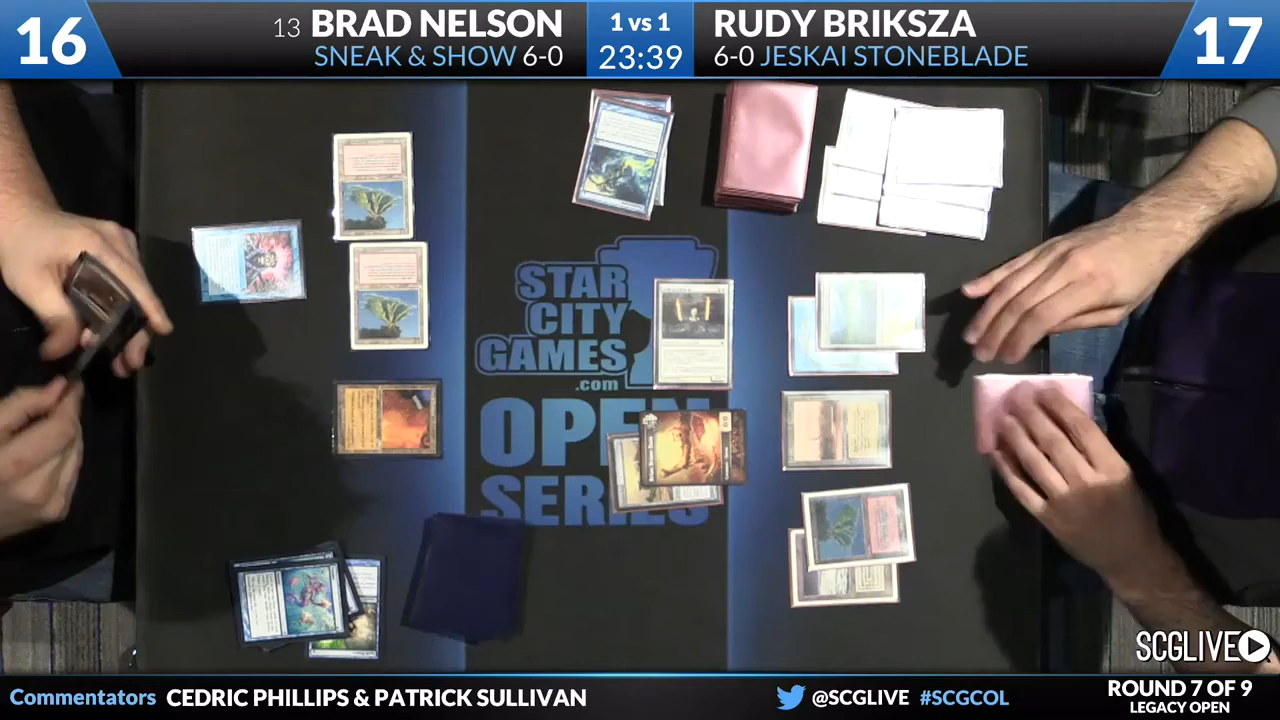 16
13 BRAD NELSON
SNEAK & SHOW 6-0
1 vs 1
23:39
RUDY BRIKSZA
6-0 JESKAI STONEBLADE
17
STAR
CITY
GAMES
.com
OPEN
SERIES
SCGLIVE
Commentators CEDRIC PHILLIPS & PATRICK SULLIVAN
@SCGLIVE #SCGCOL
ROUND 7 OF 9
LEGACY OPEN